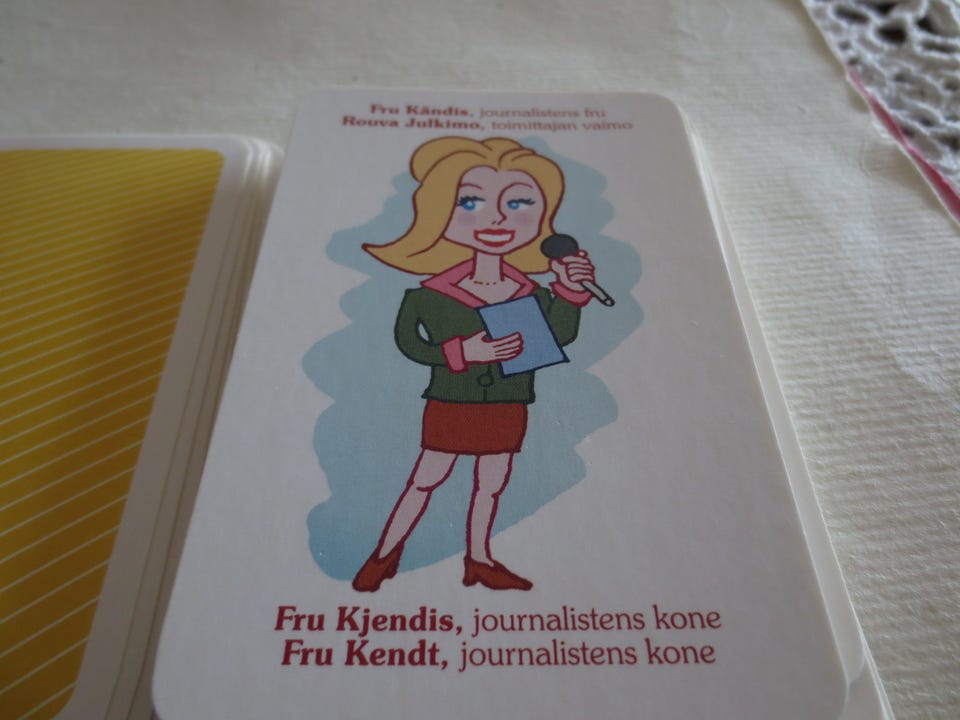 Fru Kändis, journalistens fru
Rouva Julkimo, toimittajan vaimo
Fru Kjendis, journalistens kone
Fru Kendt, journalistens kone